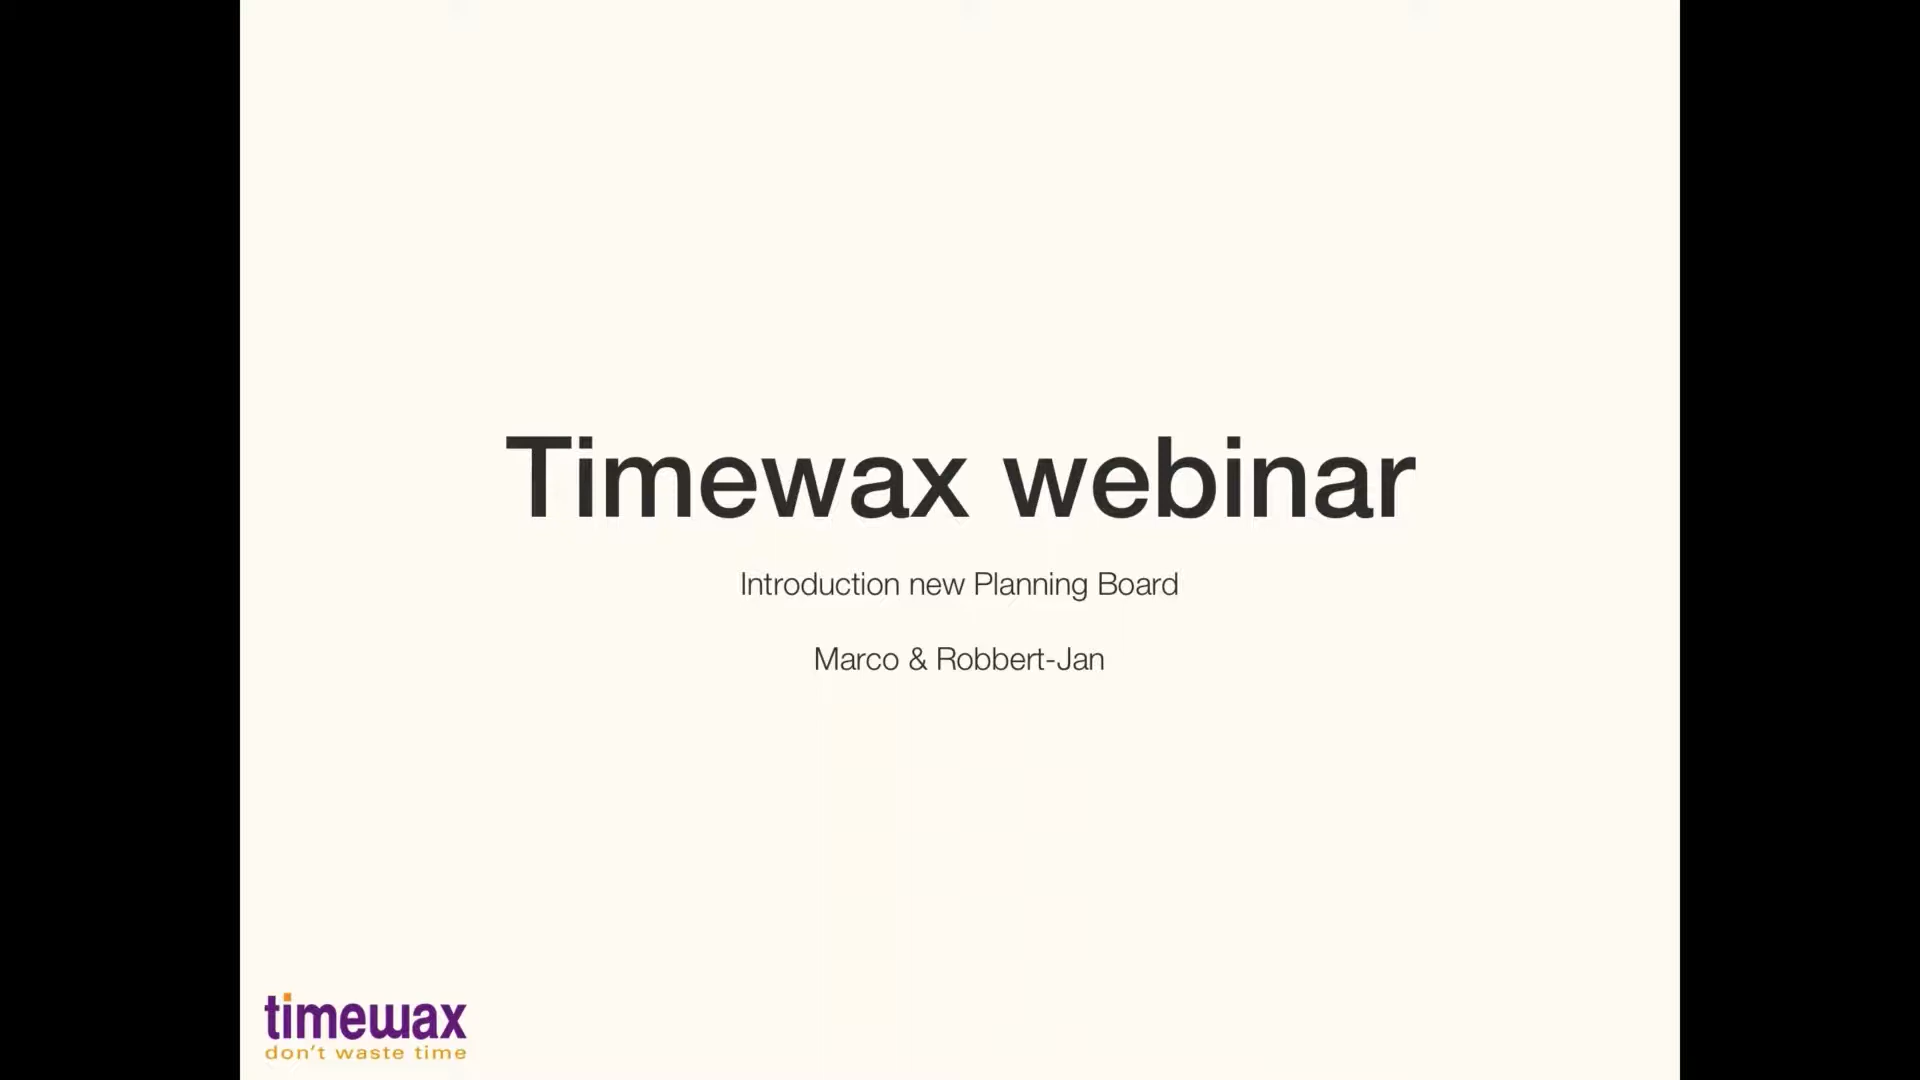 Timewax webinar
Introduction new Planning Board
Marco & Robbert-Jan
timewax
don't waste time